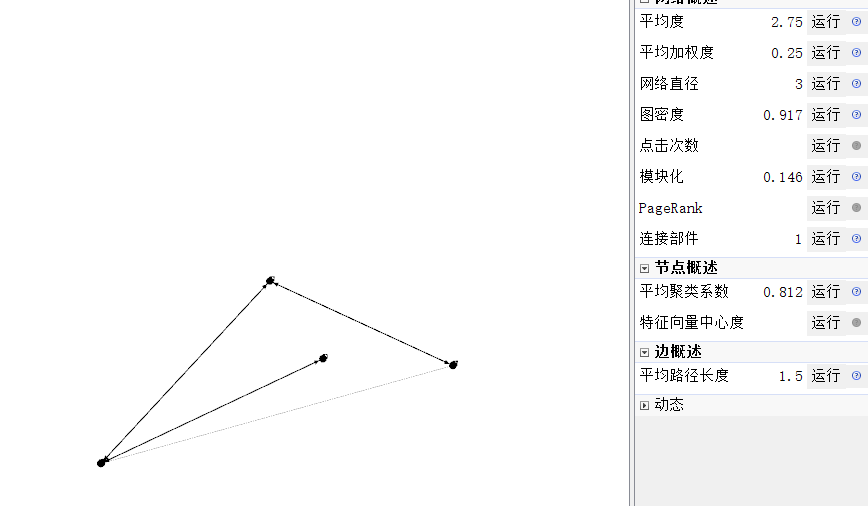 网络概述
平均度 2.75 运行
平均加权度 0.25 运行
网络直径 3 运行
图密度 0.917 运行
点击次数 运行
模块化 0.146 运行
PageRank 运行
连接部件 1 运行
节点概述
平均聚类系数 0.812 运行
特征向量中心度 运行
边概述
平均路径长度 1.5 运行
动态